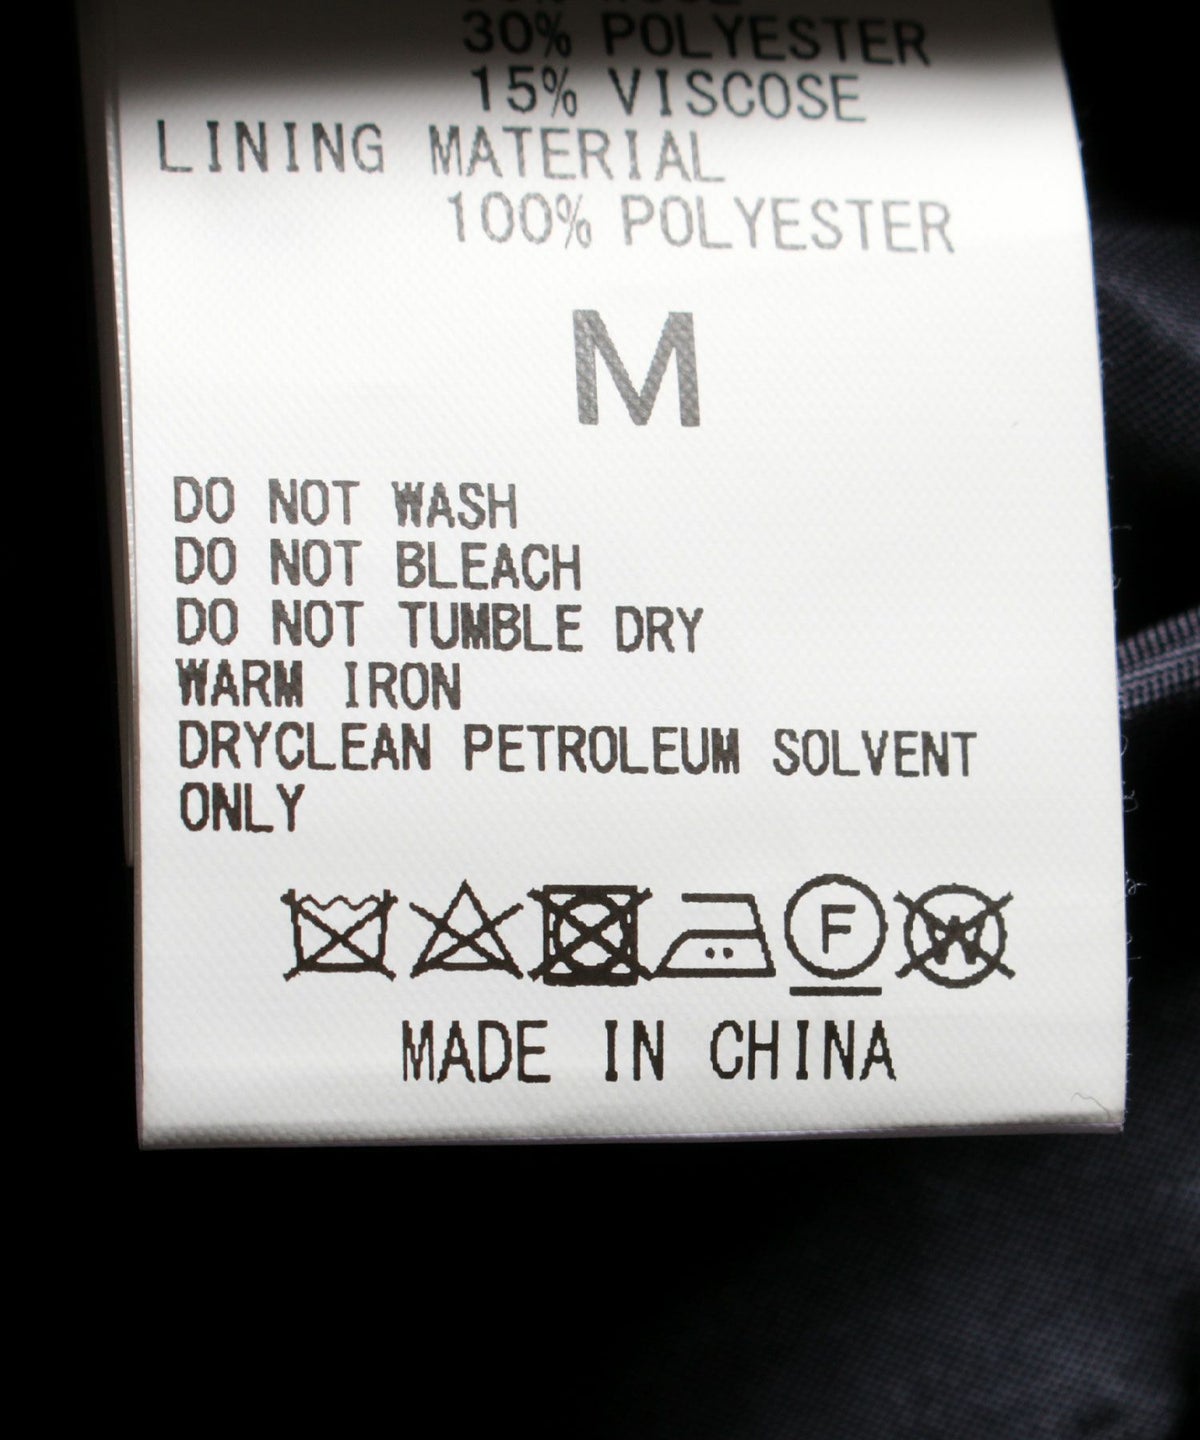 30% POLYESTER
15% VISCOSE
LINING MATERIAL
100% POLYESTER
M
DO NOT WASH
DO NOT BLEACH
DO NOT TUMBLE DRY
WARM IRON
DRYCLEAN PETROLEUM SOLVENT
ONLY
F W
MADE IN CHINA